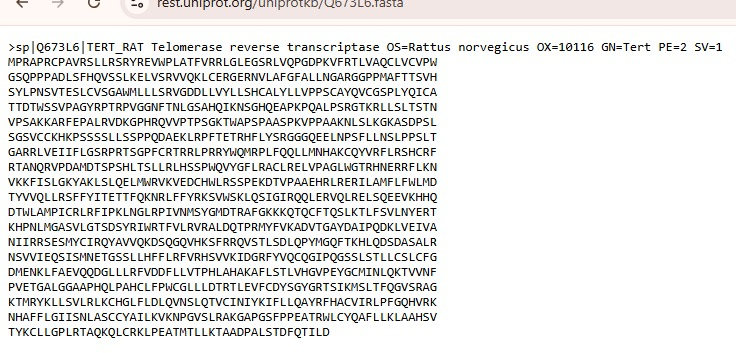 rest.uniprot.org/uniprotkb/Q673L6.fasta
>sp|Q673L6|TERT_RAT Telomerase reverse transcriptase OS=Rattus norvegicus OX=10116 GN=Tert PE=2 SV=1
MPRAPRCPAVRSLLRSRYREVWPLATFVRRLGLEGSRLVQPGDPKVFRTLVAQCLVCVPW
GSQPPPADLSFHQVSSLKELVSRVVQKLCERGERNVLAFGFALLNGARGGPPMAFTTSVH
SYLPNSVTESLCVSGAWMLLLSRVGDDLLVYLLSHCALYLLVPPSCAYQVCGSPLYQICA
TTDTWSSVPAGYRPTRPVGGNFTNLGSAHQIKNSGHQEAPKPQALPSRGTKRLLSLTSTN
VPSAKKARFEPALRVDKGPHRQVVPTPSGKTWAPSPAASPKVPPAAKNLSLKGKASDPSL
SGSVCCKHKPSSSSLLSSPPQDAEKLRPFTETRHFLYSRGGGQEELNPSFLLNSLPPSLT
GARRLVEIIFLGSRPRTSGPFCRTRRLPRRYWQMRPLFQQLLMNHAKCQYVRFLRSHCRF
RTANQRVPDAMDTSPSHLTSLLRLHSSPWQVYGFLRACLRELVPAGLWGTRHNERRFLKN
VKKFISLGKYAKLSLQELMWRVKVEDCHWLRSSPEKDTVPAAEHRLRERILAMFLFWLMD
TYVVQLLRSFFYITETTFQKNRLFFYRKSVWSKLQSIGIRQQLERVQLRELSQEEVKHHQ
DTWLAMPICRLRFIPKLNGLRPIVNMSYGMDTRAFGKKKQTQCFTQSLKTLFSVLNYERT
KHPNLMGASVLGTSDSYRIWRTFVLRVRALDQTPRMYFVKADVTGAYDAIPQDKLVEIVA
NIIRRSESMYCIRQYAVVQKDSQGQVHKSFRRQVSTLSDLQPYMGQFTKHLQDSDASALR
NSVVIEQSISMNETGSSLLHFFLRFVRHSVVKIDGRFYVQCQGIPQGSSLSTLLCSLCFG
DMENKLFAEVQQDGLLLRFVDDFLLVTPHLAHAKAFLSTLVHGVPEYGCMINLQKTVVNF
PVETGALGGAAPHQLPAHCLFPWCGLLLDTRTLEVFCDYSGYGRTSIKMSLTFQGVSRAG
KTMRYKLLSVLRLKCHGLFLDLQVNSLQTVCINIYKIFLLQAYRFHACVIRLPFGQHVRK
NHAFFLGIISNLASCCYAILKVKNPGVSLRAKGAPGSFPPEATRWLCYQAFLLKLAAHSV
TYKCLLGPLRTAQKQLCRKLPEATMTLLKTAADPALSTDFQTILD